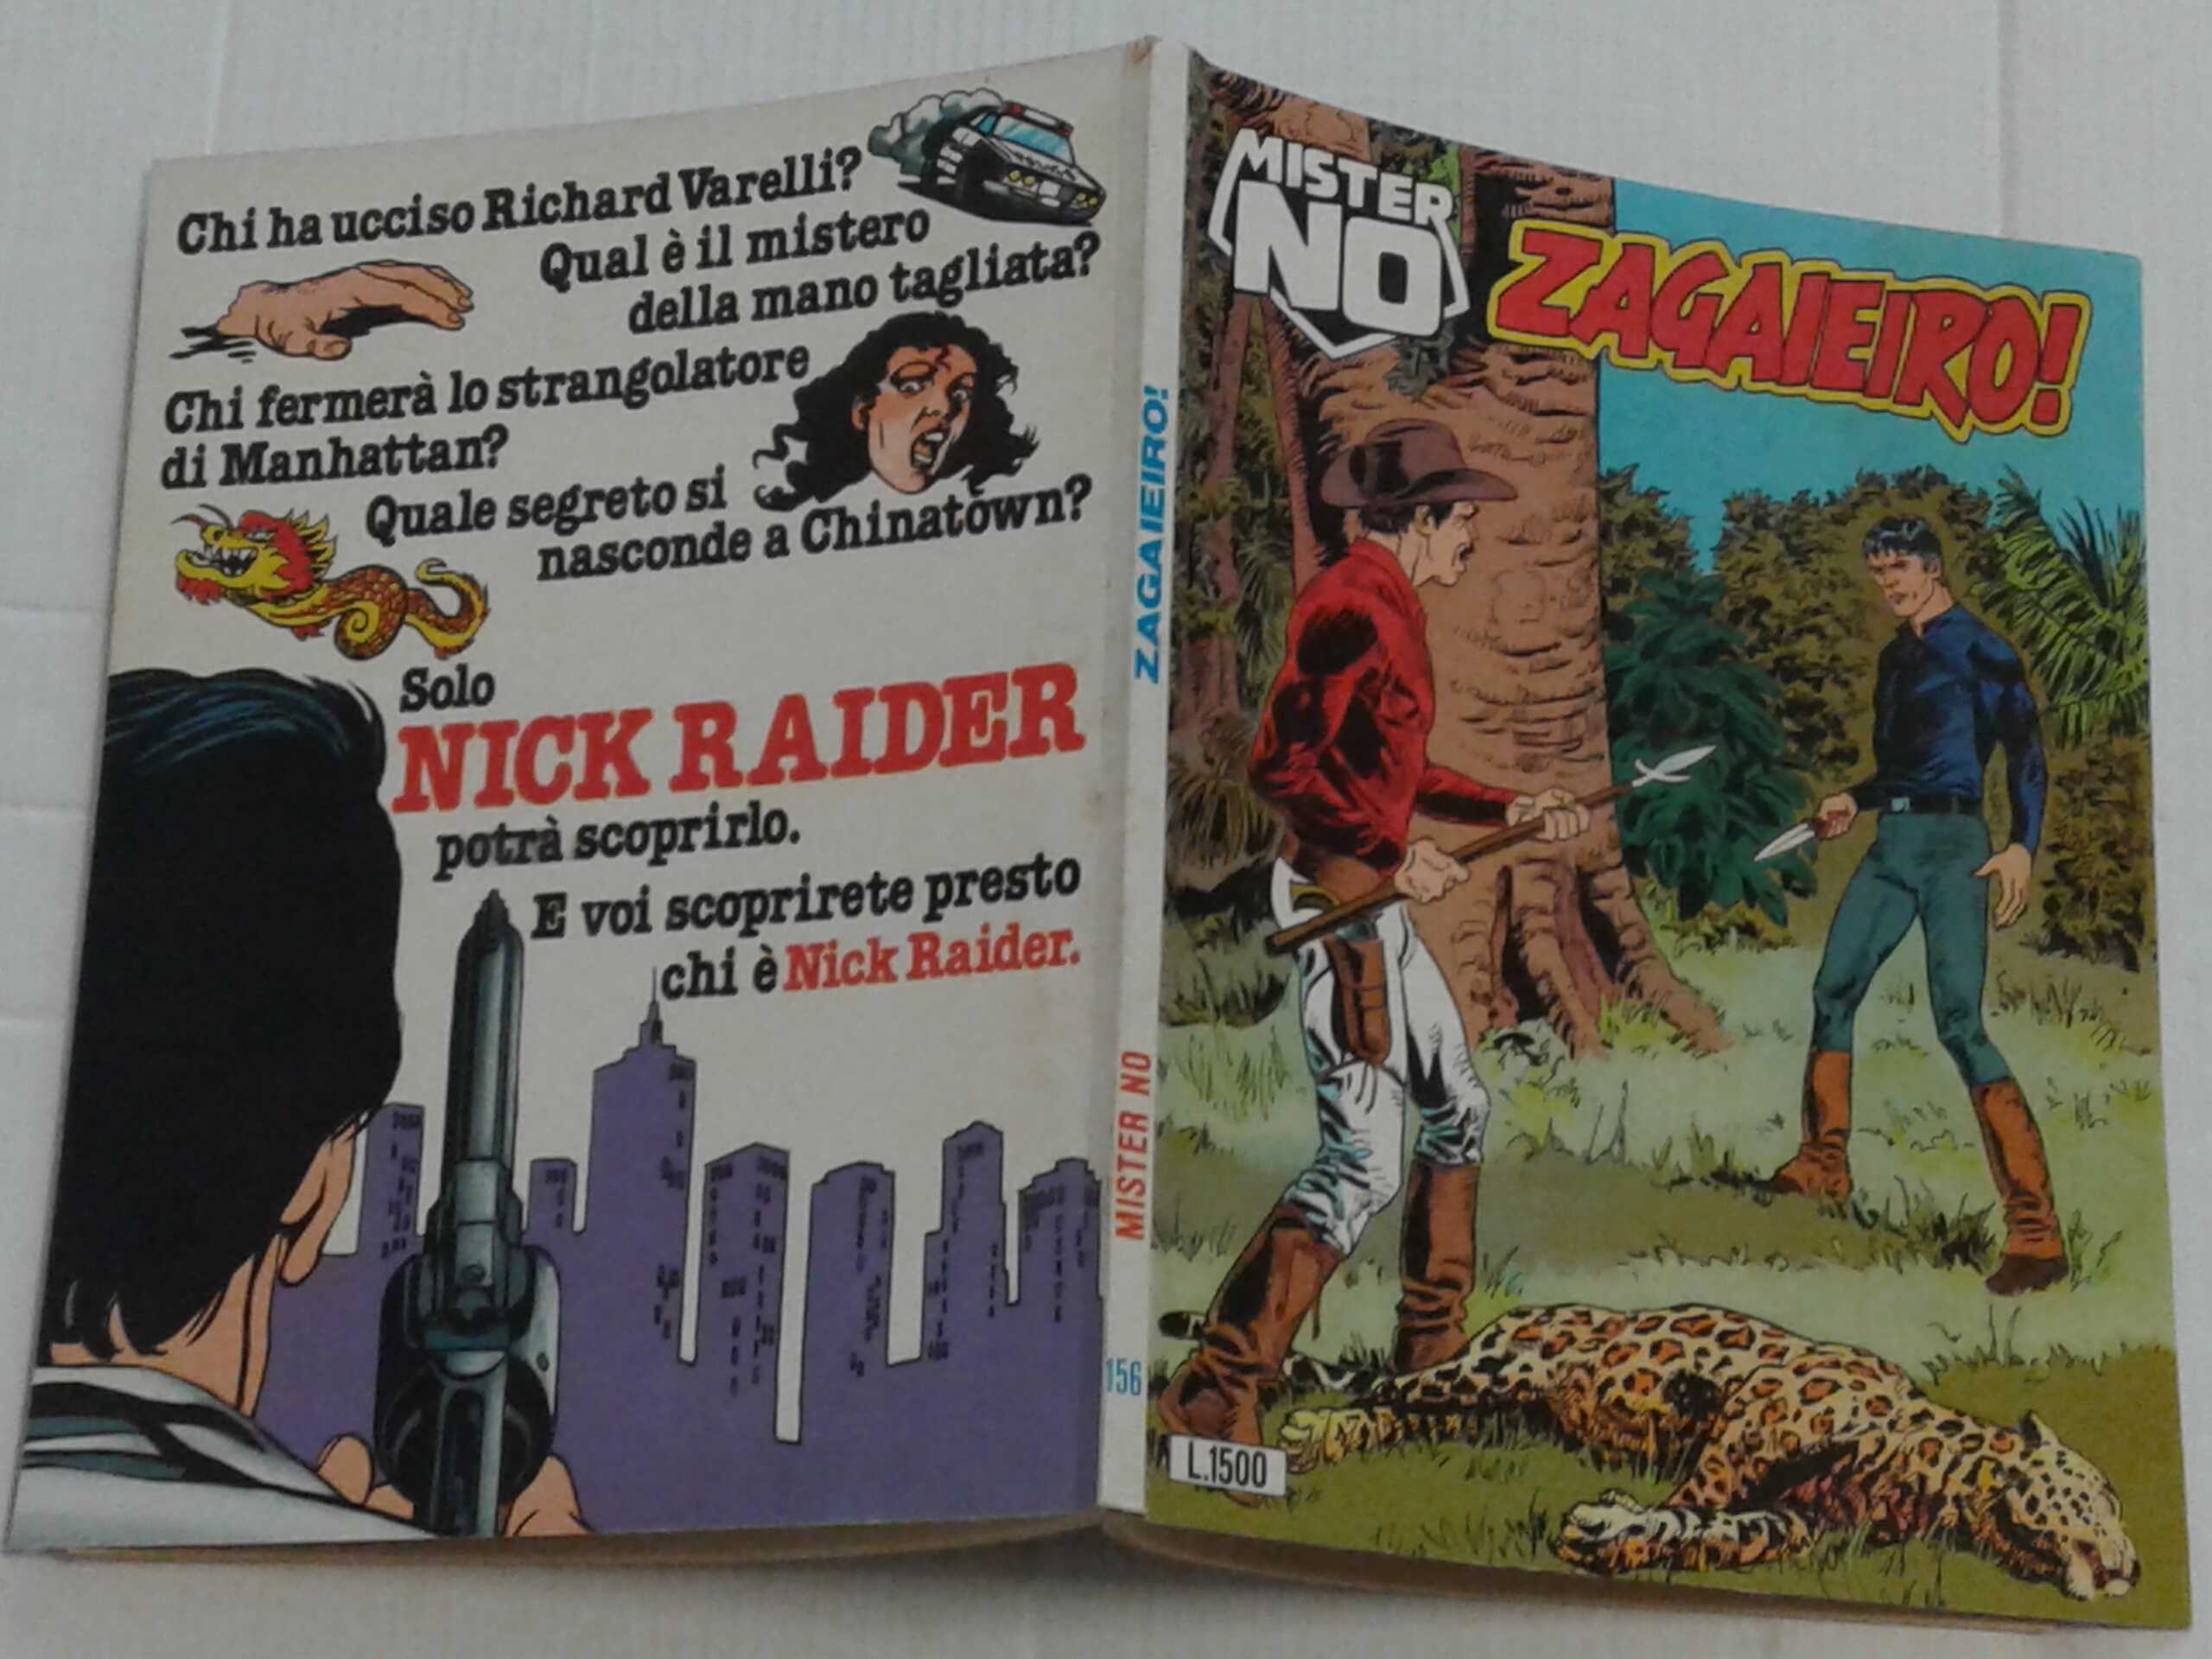 Chi ha ucciso Richard Varelli?
Qual è il mistero
della mano tagliata?
Chi fermerà lo strangolatore
di Manhattan?
Quale segreto si
nasconde a Chinatown?
Solo
NICK RAIDER
potrà scoprirlo.
E voi scoprirete presto
chi è Nick Raider.
ZAGAIEIRO!
MISTER NO
156
MISTER
NO
ZAGAIEIRO!
L.1500